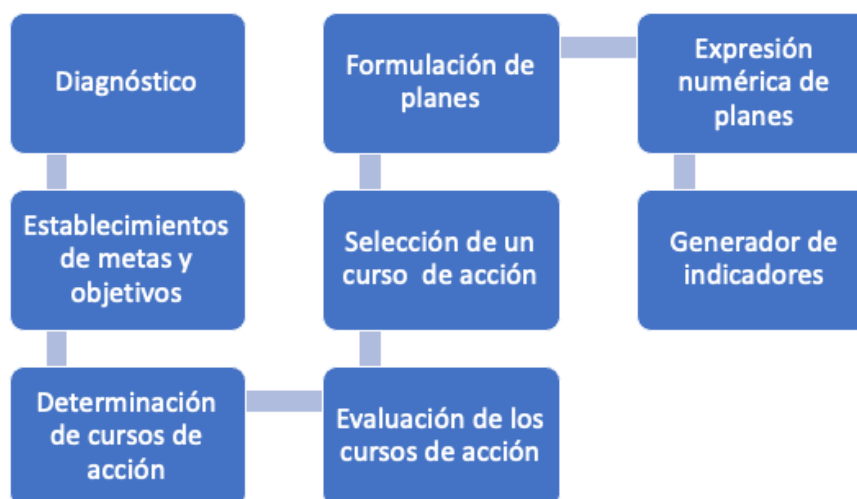 Diagnóstico
Establecimientos
de metas y
objetivos
Determinación
de cursos de
acción
Evaluación de los
cursos de acción
Selección de un
curso  de acción
Formulación de
planes
Expresión
numérica de
planes
Generador de
indicadores